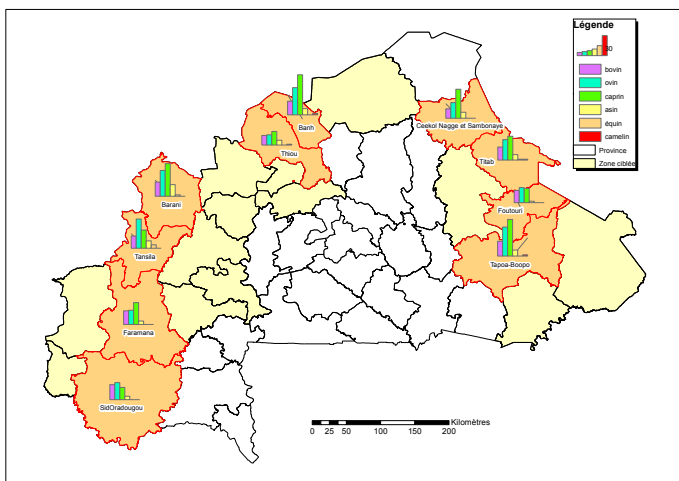 Légende
30
bovin
ovin
caprin
asin
équin
camelin
Province
Zone ciblée
Banh
Ceekol Nagge et Sambonaye
Thiou
Titab
Barani
Foutouri
Tansila
Tapoa-Boopo
Faramana
SidOradougou
Kilomètres
0 25 50 100 150 200